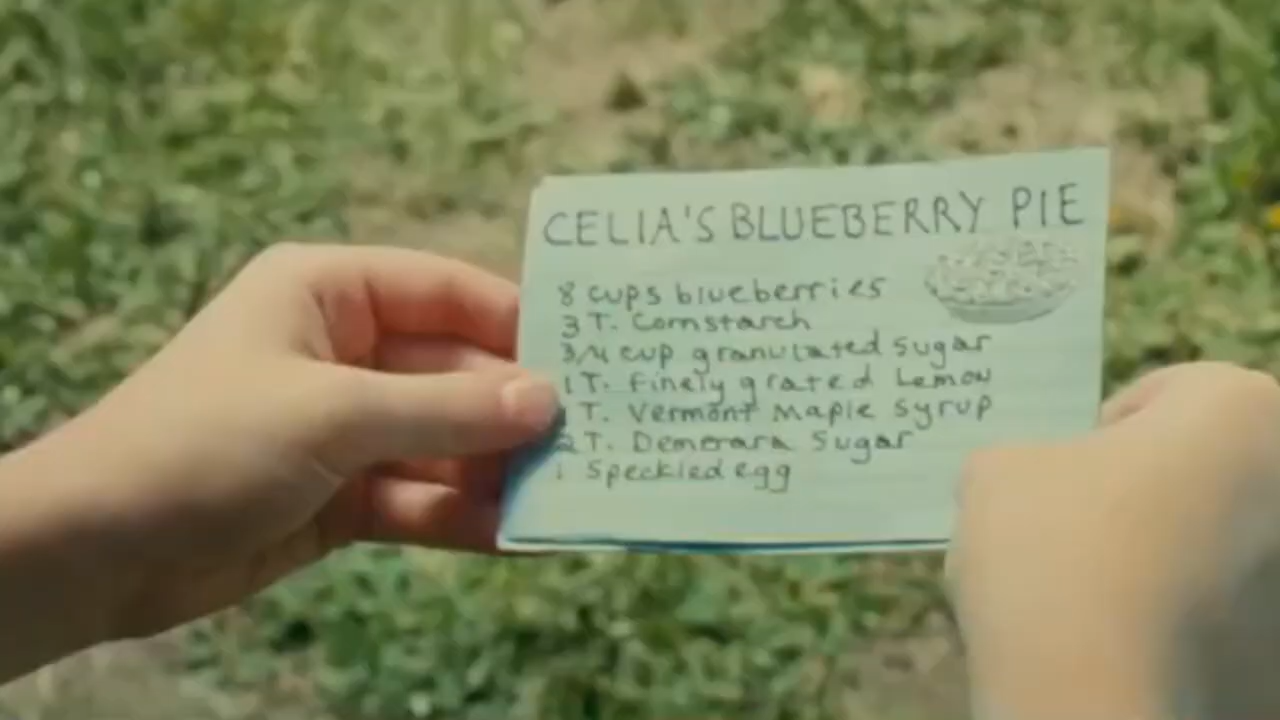 CELIA'S BLUEBERRY PIE
8 cups blueberries
3 T. Cornstarch
3/4 cup granulated sugar
1 T. Finely grated Lemon
1 T. Vermont Maple Syrup
2 T. Demerara Sugar
1 Speckled egg